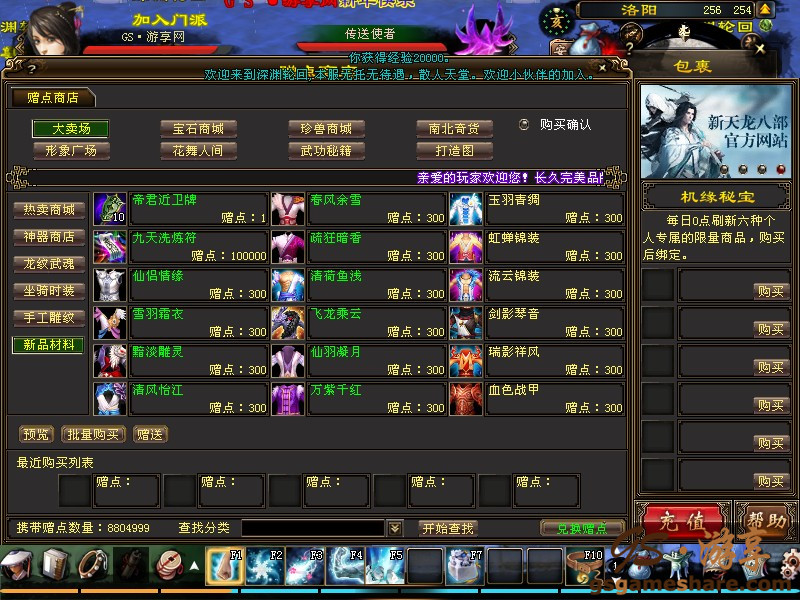 加入门派
GS·游享网
传送者
洛阳
256 254
亥
你获得经验20000。
欢迎来到深渊轮回,本服无托无待遇，散人天堂。欢迎小伙伴的加入。
包裹
赠点商店
大卖场
宝石商城
珍兽商城
南北奇货
购买确认
形象广场
花舞人间
武功秘籍
打造图
亲爱的玩家欢迎您！长久完美品
新天龙八部
官方网站
热卖商城
神器商店
龙纹武魂
坐骑时装
手工雕纹
新品材料
帝君近卫牌
10
赠点：1
春风余雪
赠点：300
玉羽青绸
赠点：300
九天洗炼符
赠点：100000
疏狂暗香
赠点：300
虹蝉锦装
赠点：300
仙侣情缘
赠点：300
清荷鱼浅
赠点：300
流云锦装
赠点：300
雪羽霜衣
赠点：300
飞龙乘云
赠点：300
剑影琴音
赠点：300
黯淡雕灵
赠点：300
仙羽凝月
赠点：300
瑞影祥风
赠点：300
清风怡江
赠点：300
万紫千红
赠点：300
血色战甲
赠点：300
机缘秘宝
每日0点刷新六种个
人专属的限量商品，购买
后绑定。
购买
购买
购买
购买
购买
购买
预览
批量购买
赠送
最近购买列表
赠点：
赠点：
赠点：
赠点：
赠点：
携带赠点数量：8804999
查找分类
开始查找
兑换赠点
充值
帮助
F1
F2
F3
F4
F5
F7
F10
1
GS·游享
gsgameshare.com